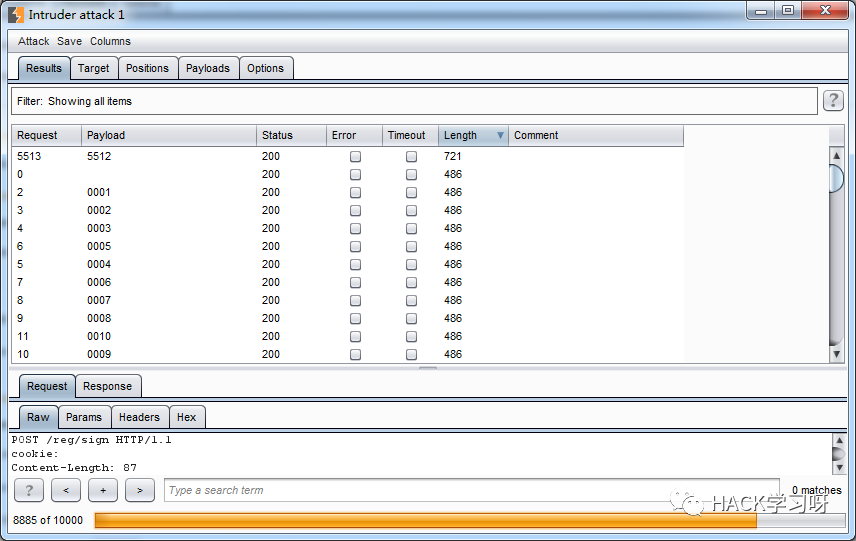 Intruder attack 1
Attack Save Columns
Results Target Positions Payloads Options
Filter: Showing all items
?
Request Payload Status Error Timeout Length Comment
5513 5512 200 721
0 200 486
2 0001 200 486
3 0002 200 486
4 0003 200 486
6 0005 200 486
5 0004 200 486
7 0006 200 486
8 0007 200 486
9 0008 200 486
11 0010 200 486
10 0009 200 486
Request Response
Raw Params Headers Hex
POST /reg/sign HTTP/1.1
cookie:
Content-Length: 87
? < + > Type a search term 0 matches
HACK学习呀
8885 of 10000